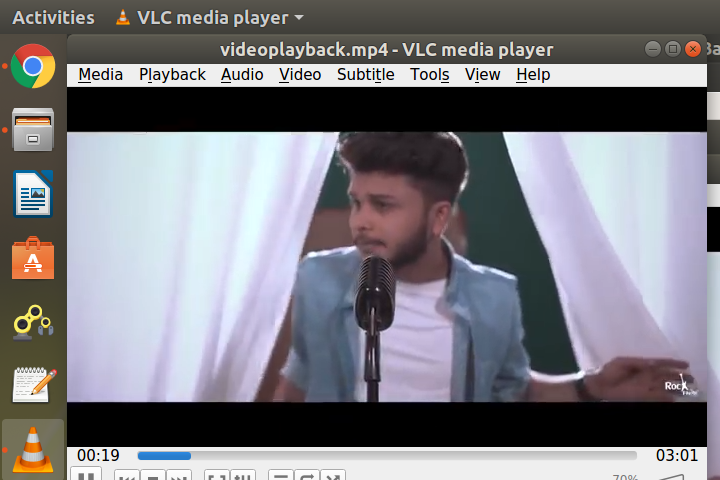 Activities VLC media player
videoplayback.mp4 - VLC media player
Media Playback Audio Video Subtitle Tools View Help
Rock
00:19 03:01
70%